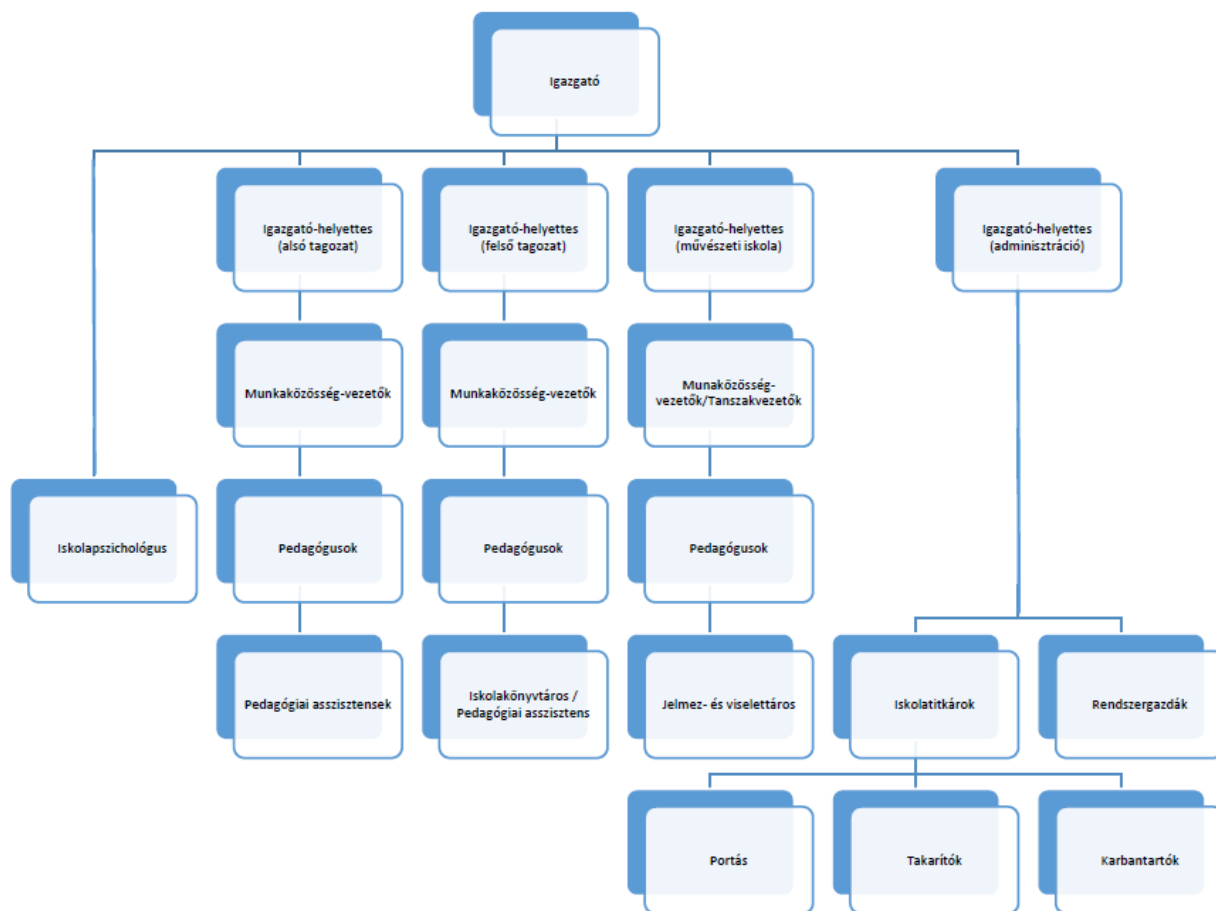 Igazgató
Igazgató-helyettes
(alsó tagozat)
Igazgató-helyettes
(felső tagozat)
Igazgató-helyettes
(művészeti iskola)
Igazgató-helyettes
(adminisztráció)
Munkaközösség-vezetők
Munkaközösség-vezetők
Munaközösség-
vezetők/Tanszakvezetők
Iskolapszichológus
Pedagógusok
Pedagógusok
Pedagógusok
Pedagógiai asszisztensek
Iskolakönyvtáros /
Pedagógiai asszisztens
Jelmez- és viselettáros
Iskolatitkárok
Rendszergazdák
Portás
Takarítók
Karbantartók